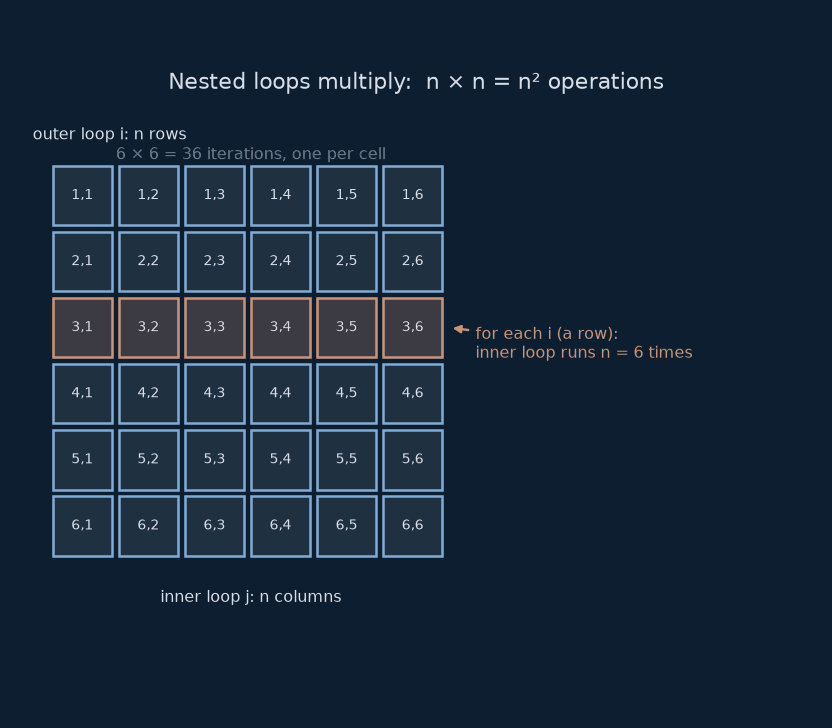 Nested loops multiply:  n × n = n² operations
outer loop i: n rows
6 × 6 = 36 iterations, one per cell
1,1 1,2 1,3 1,4 1,5 1,6
2,1 2,2 2,3 2,4 2,5 2,6
3,1 3,2 3,3 3,4 3,5 3,6
for each i (a row):
inner loop runs n = 6 times
4,1 4,2 4,3 4,4 4,5 4,6
5,1 5,2 5,3 5,4 5,5 5,6
6,1 6,2 6,3 6,4 6,5 6,6
inner loop j: n columns